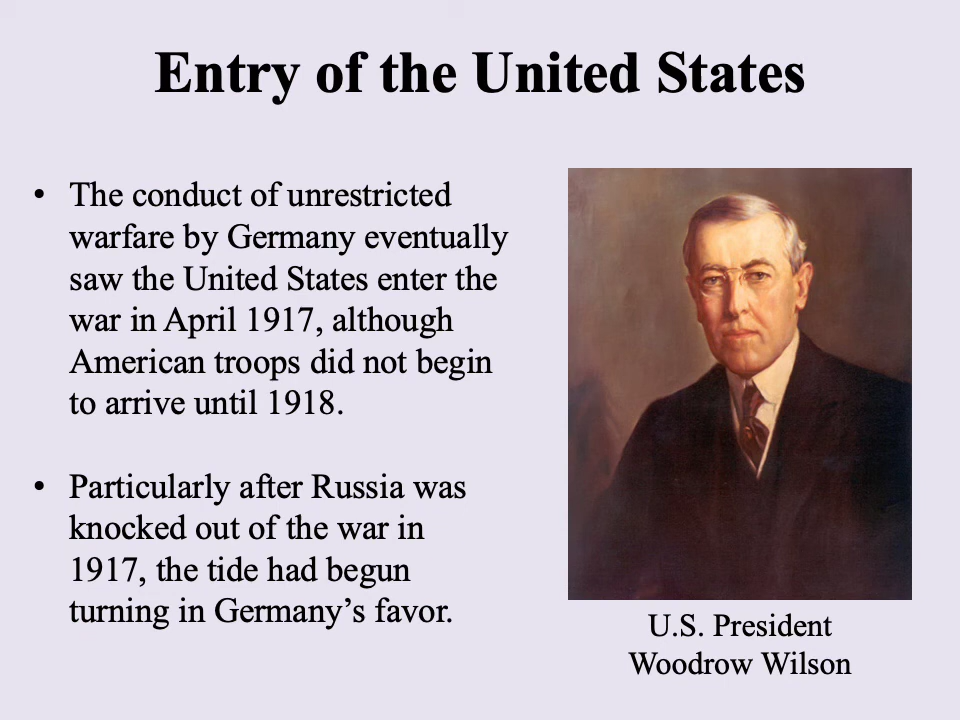 Entry of the United States
• The conduct of unrestricted
warfare by Germany eventually
saw the United States enter the
war in April 1917, although
American troops did not begin
to arrive until 1918.
• Particularly after Russia was
knocked out of the war in
1917, the tide had begun
turning in Germany’s favor.
U.S. President
Woodrow Wilson